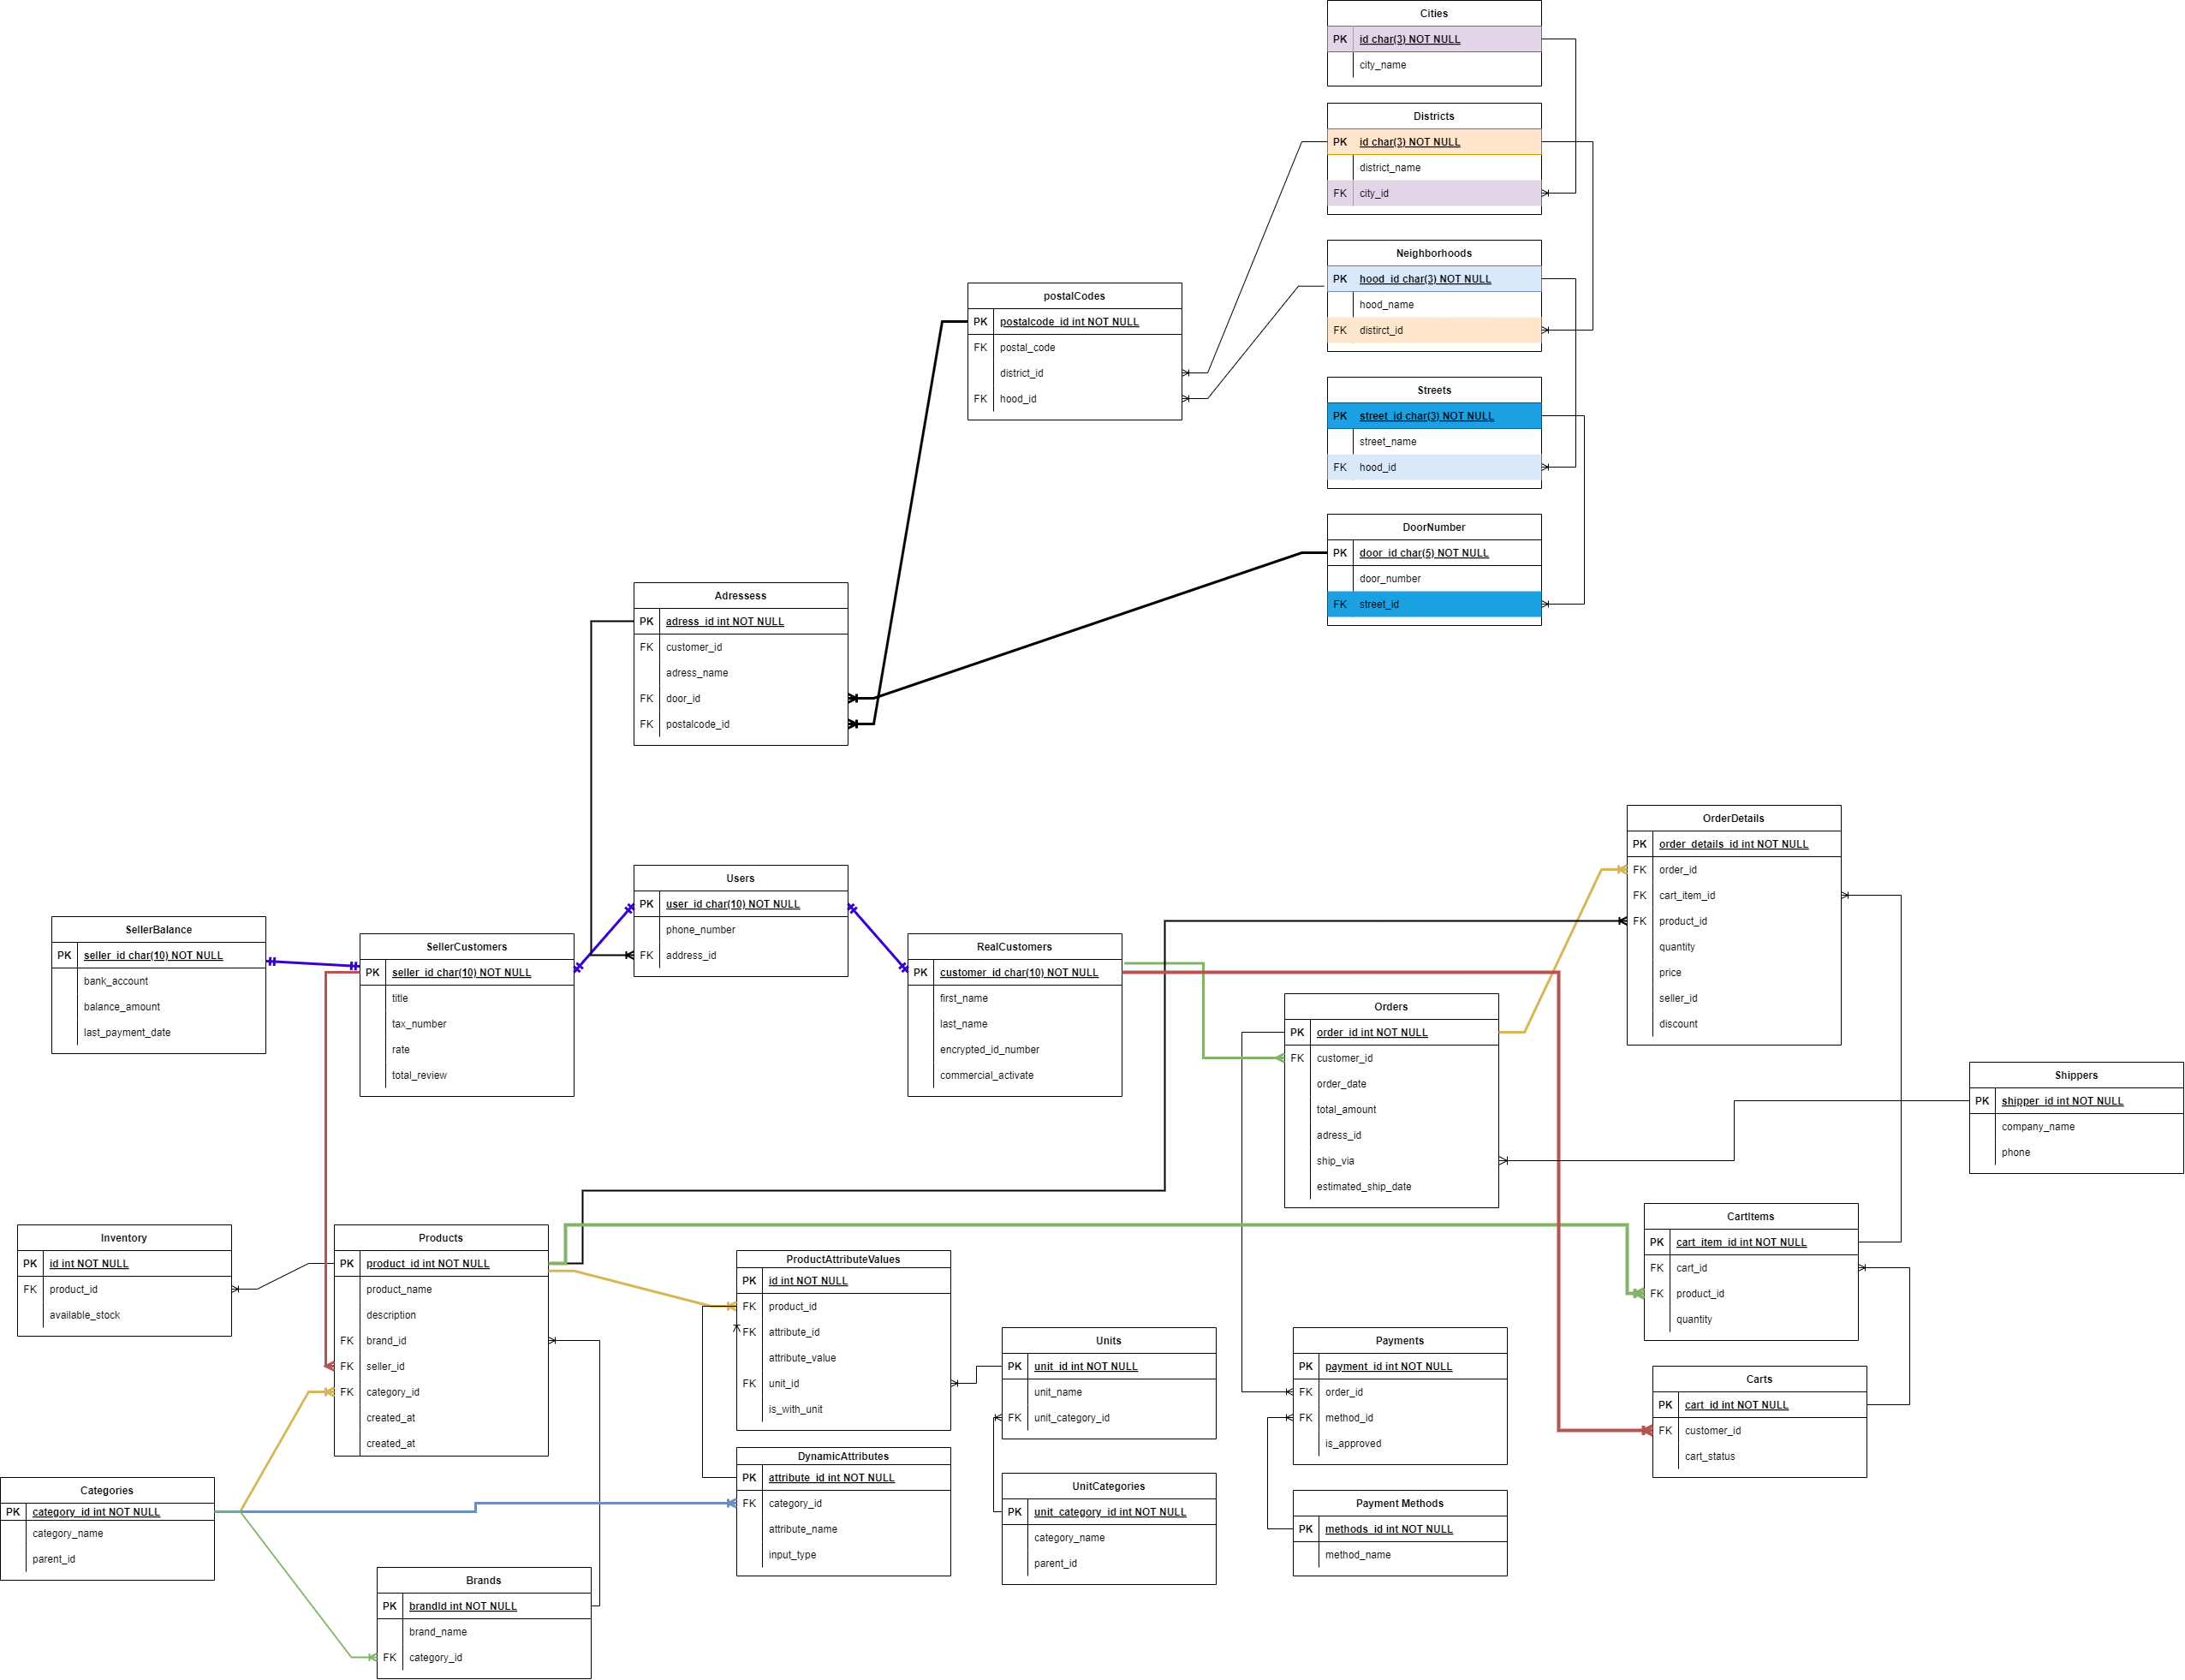 Cities
PK id char(3) NOT NULL
city_name
Districts
PK id char(3) NOT NULL
district_name
FK city_id
Neighborhoods
PK hood_id char(3) NOT NULL
hood_name
FK distirct_id
postalCodes
PK postalcode_id int NOT NULL
FK postal_code
district_id
FK hood_id
Streets
PK street_id char(3) NOT NULL
street_name
FK hood_id
DoorNumber
PK door_id char(5) NOT NULL
door_number
FK street_id
Adressess
PK adress_id int NOT NULL
FK customer_id
adress_name
FK door_id
FK postalcode_id
OrderDetails
PK order_details_id int NOT NULL
FK order_id
FK cart_item_id
FK product_id
quantity
price
seller_id
discount
Users
PK user_id char(10) NOT NULL
phone_number
FK address_id
SellerBalance
PK seller_id char(10) NOT NULL
bank_account
balance_amount
last_payment_date
SellerCustomers
PK seller_id char(10) NOT NULL
title
tax_number
rate
total_review
RealCustomers
PK customer_id char(10) NOT NULL
first_name
last_name
encrypted_id_number
commercial_activate
Orders
PK order_id int NOT NULL
FK customer_id
order_date
total_amount
adress_id
ship_via
estimated_ship_date
Shippers
PK shipper_id int NOT NULL
company_name
phone
Inventory
PK id int NOT NULL
FK product_id
available_stock
Products
PK product_id int NOT NULL
product_name
description
FK brand_id
FK seller_id
FK category_id
created_at
created_at
ProductAttributeValues
PK id int NOT NULL
FK product_id
FK attribute_id
attribute_value
FK unit_id
is_with_unit
Units
PK unit_id int NOT NULL
unit_name
FK unit_category_id
Payments
PK payment_id int NOT NULL
FK order_id
FK method_id
is_approved
CartItems
PK cart_item_id int NOT NULL
FK cart_id
FK product_id
quantity
Carts
PK cart_id int NOT NULL
FK customer_id
cart_status
Categories
PK category_id int NOT NULL
category_name
parent_id
DynamicAttributes
PK attribute_id int NOT NULL
FK category_id
attribute_name
input_type
UnitCategories
PK unit_category_id int NOT NULL
category_name
parent_id
Payment Methods
PK methods_id int NOT NULL
method_name
Brands
PK brandId int NOT NULL
brand_name
FK category_id